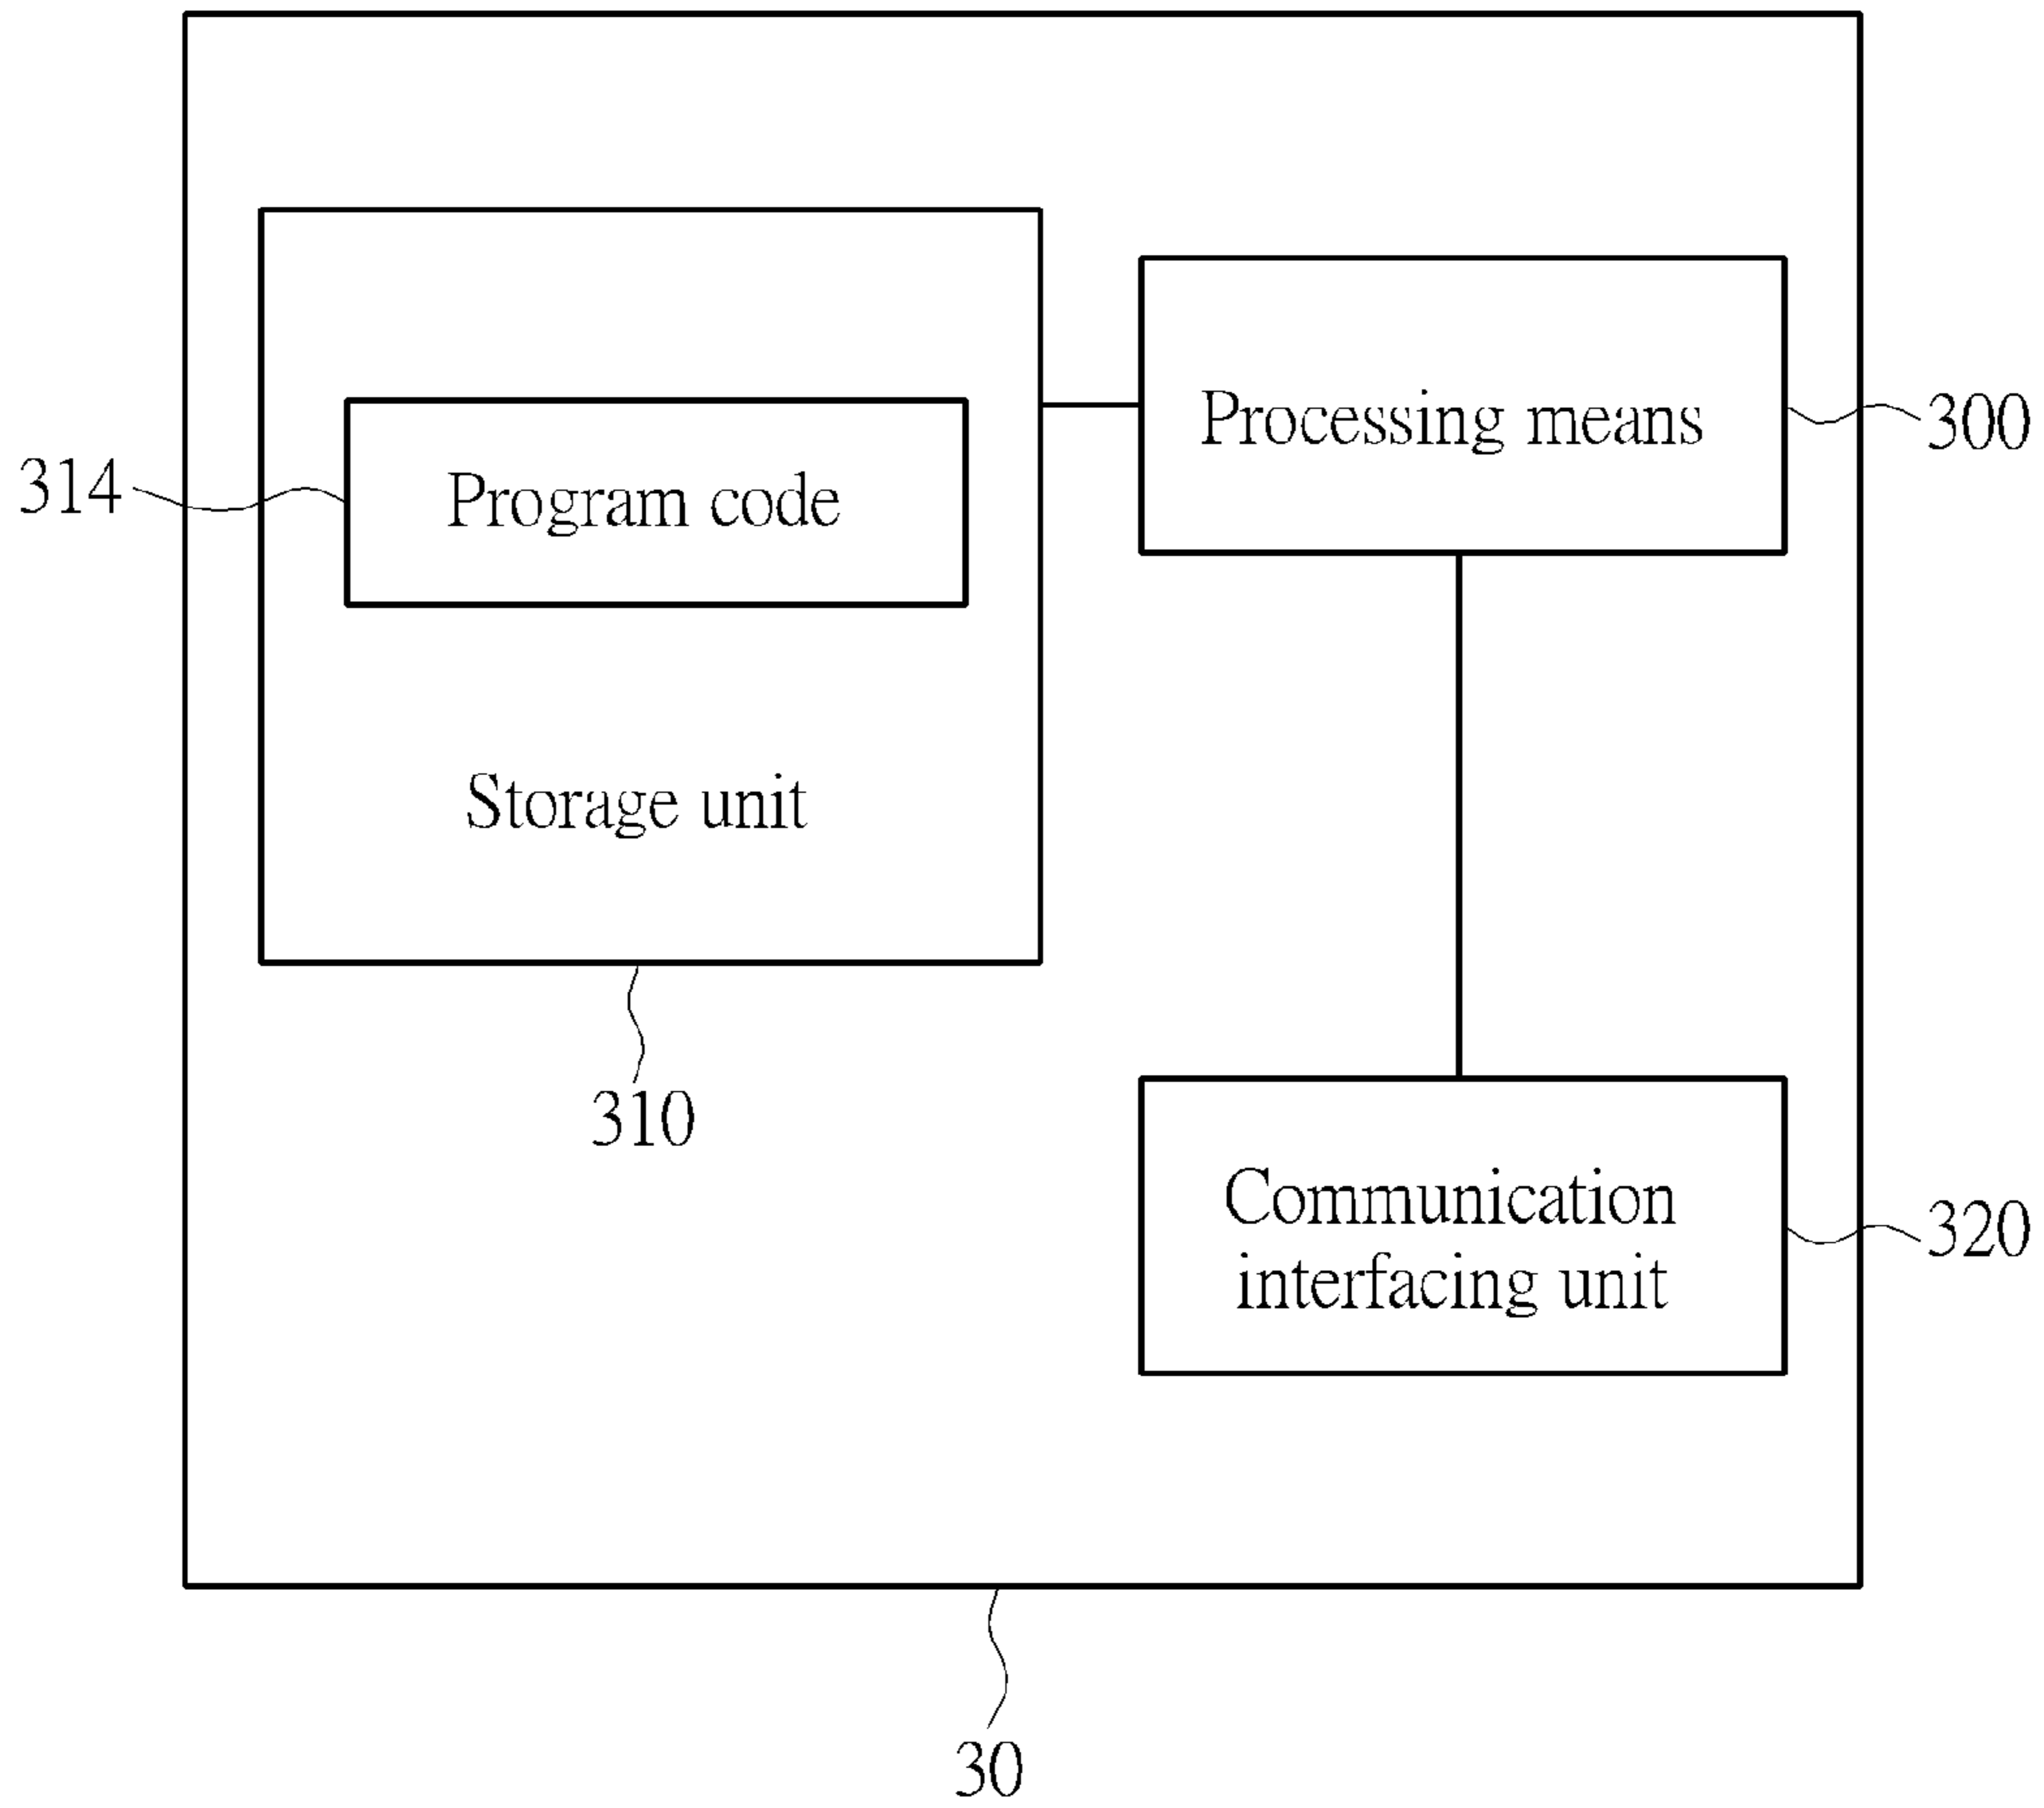 Processing means
300
314
Program code
Storage unit
310
Communication
interfacing unit
320
30